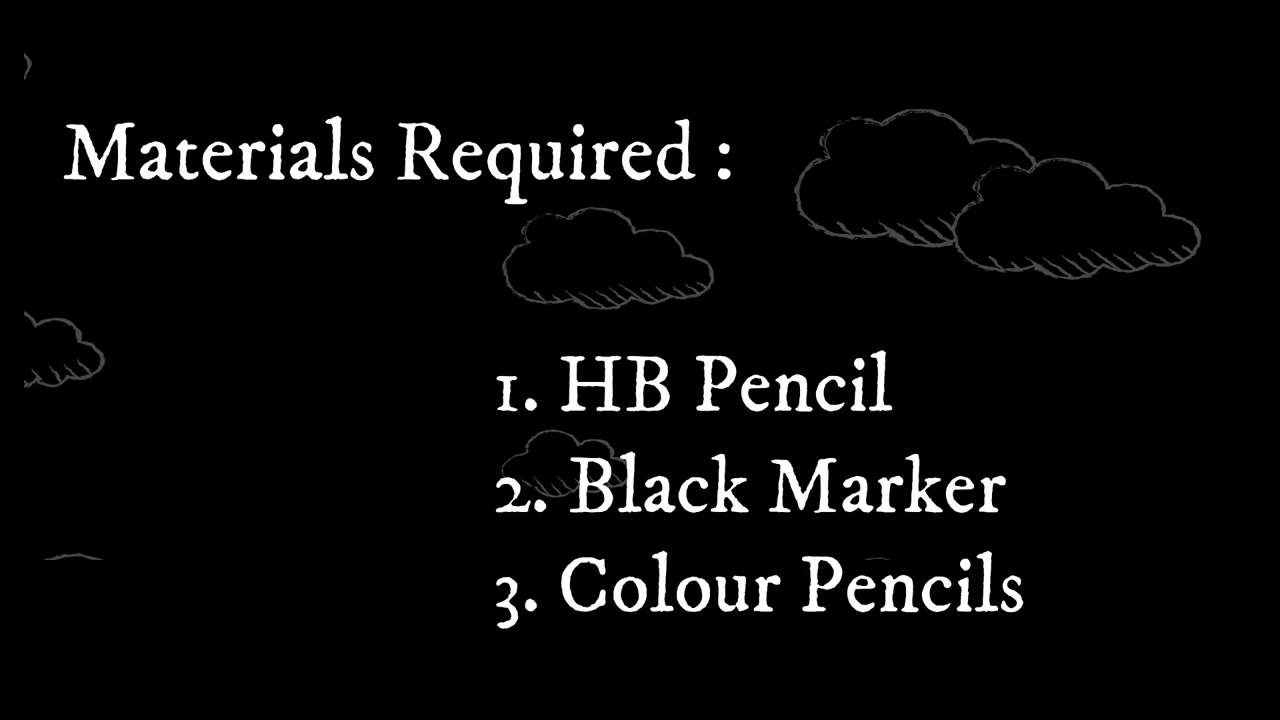 Materials Required :
1. HB Pencil
2. Black Marker
3. Colour Pencils